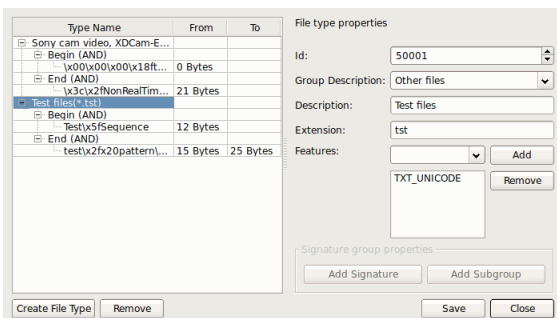 Type Name From To
Sony cam video, XDCam-E...
Begin (AND)
\x00\x00\x00\x18ft... 0 Bytes
End (AND)
\x3c\x2fNonRealTim... 21 Bytes
Test files(*.tst)
Begin (AND)
Test\x5fSequence 12 Bytes
End (AND)
test\x2fx20pattern\... 15 Bytes 25 Bytes
Create File Type Remove
File type properties
Id: 50001
Group Description: Other files
Description: Test files
Extension: tst
Features: Add
TXT_UNICODE Remove
Signature group properties
Add Signature Add Subgroup
Save Close